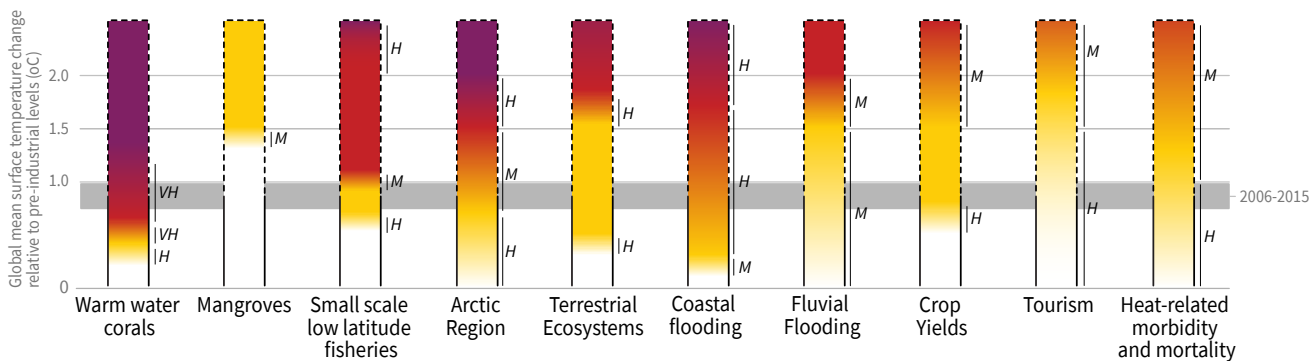 Global mean surface temperature change
relative to pre-industrial levels (oC)
2.0
1.5
1.0
0
H
M
H
H
H
M
M
VH
M
M
H
M
H
VH
H
H
M
H
H
H
M
H
H
2006-2015
Warm water
corals
Mangroves
Small scale
low latitude
fisheries
Arctic
Region
Terrestrial
Ecosystems
Coastal
flooding
Fluvial
Flooding
Crop
Yields
Tourism
Heat-related
morbidity
and mortality